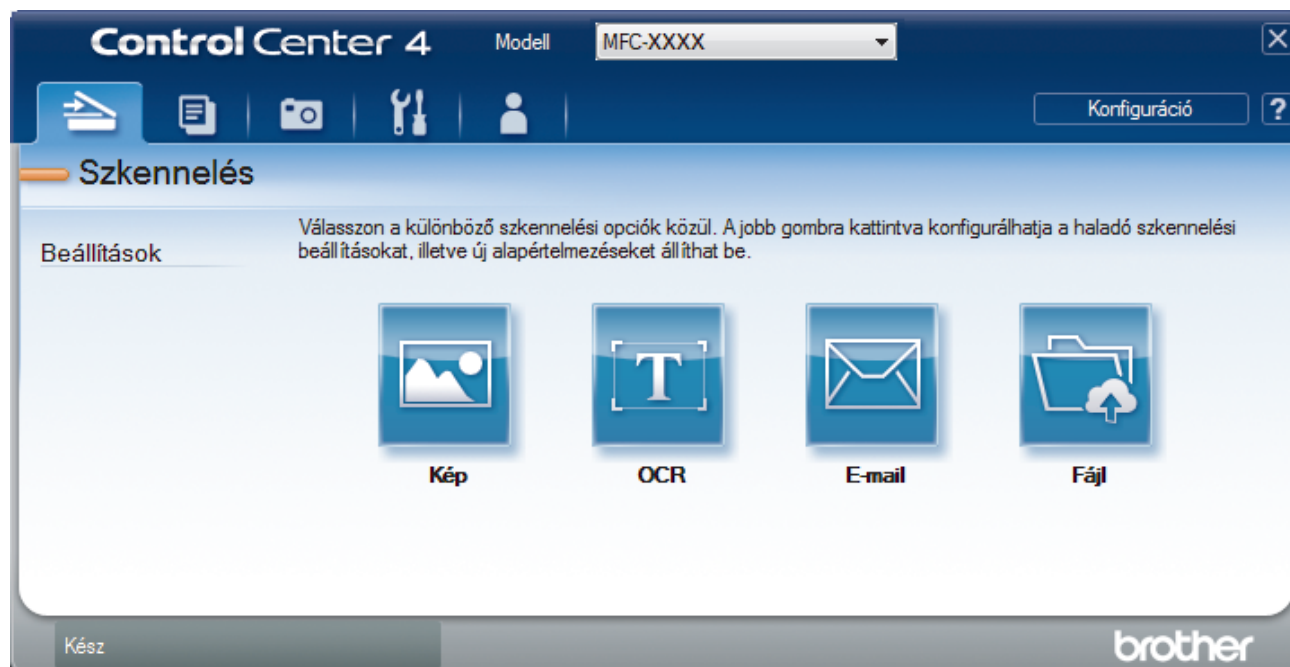 Control Center 4 Modell MFC-XXXX
Konfiguráció ?
Szkennelés
Beállítások
Válasszon a különböző szkennelési opciók közül. A jobb gombra kattintva konfigurálhatja a haladó szkennelési
beállításokat, illetve új alapértelmezéseket állíthat be.
T
Kép OCR E-mail Fájl
Kész
brother